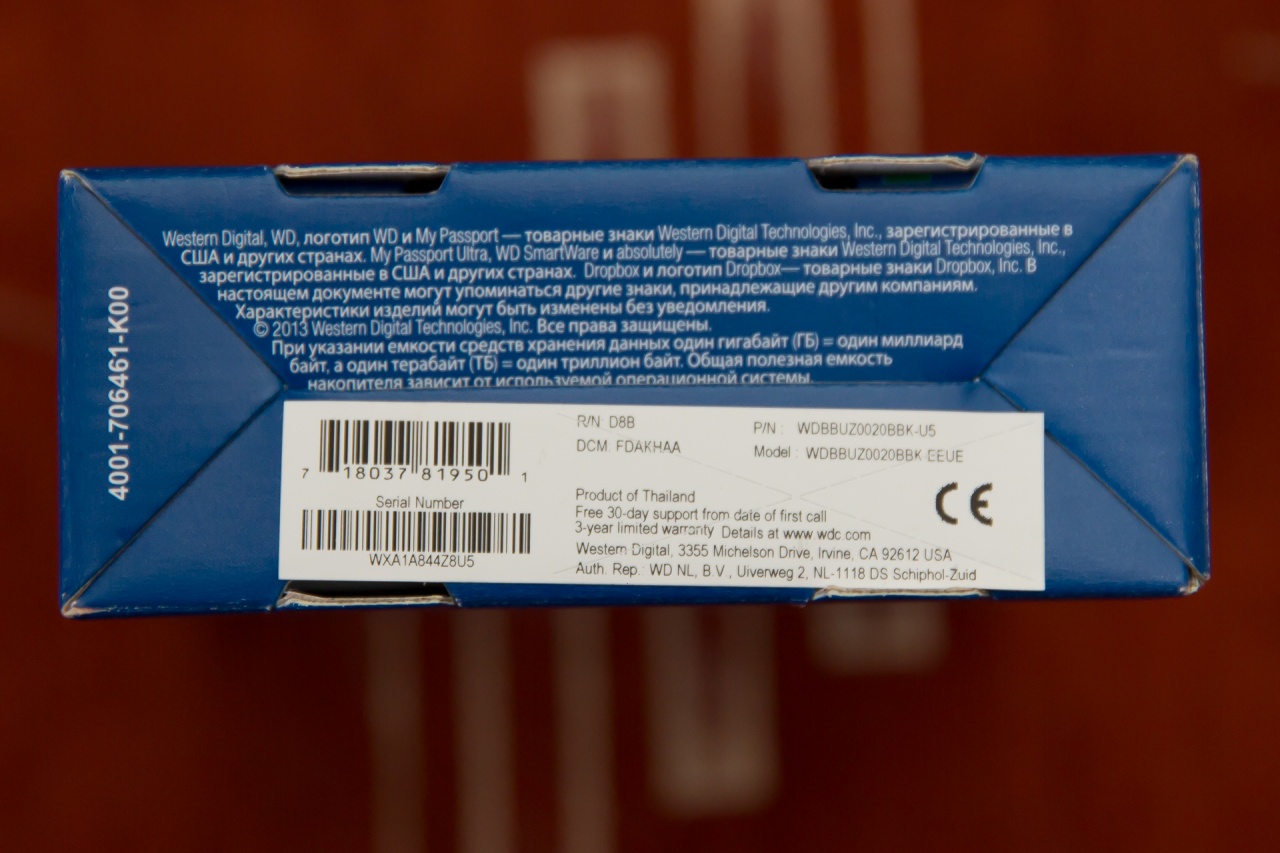 Western Digital, WD, логотип WD и My Passport — товарные знаки Western Digital Technologies, Inc., зарегистрированные в
США и других странах. My Passport Ultra, WD SmartWare и absolutely — товарные знаки Western Digital Technologies, Inc.,
зарегистрированные в США и других странах. Dropbox и логотип Dropbox— товарные знаки Dropbox, Inc. В
настоящем документе могут упоминаться другие знаки, принадлежащие другим компаниям.
Характеристики изделий могут быть изменены без уведомления.
© 2013 Western Digital Technologies, Inc. Все права защищены.
При указании емкости средств хранения данных один гигабайт (ГБ) = один миллиард
байт, а один терабайт (ТБ) = один триллион байт. Общая полезная емкость
накопителя зависит от используемой операционной системы.
4001-706461-K00
7 18037 81950 1
Serial Number
WXA1A844Z8U5
R/N: D8B
DCM: FDAKHAA
P/N : WDBBUZ0020BBK-U5
Model : WDBBUZ0020BBK-EEUE
Product of Thailand
Free 30-day support from date of first call
3-year limited warranty Details at www.wdc.com
Western Digital, 3355 Michelson Drive, Irvine, CA 92612 USA
Auth. Rep.: WD NL, B.V., Uiverweg 2, NL-1118 DS Schiphol-Zuid
CE